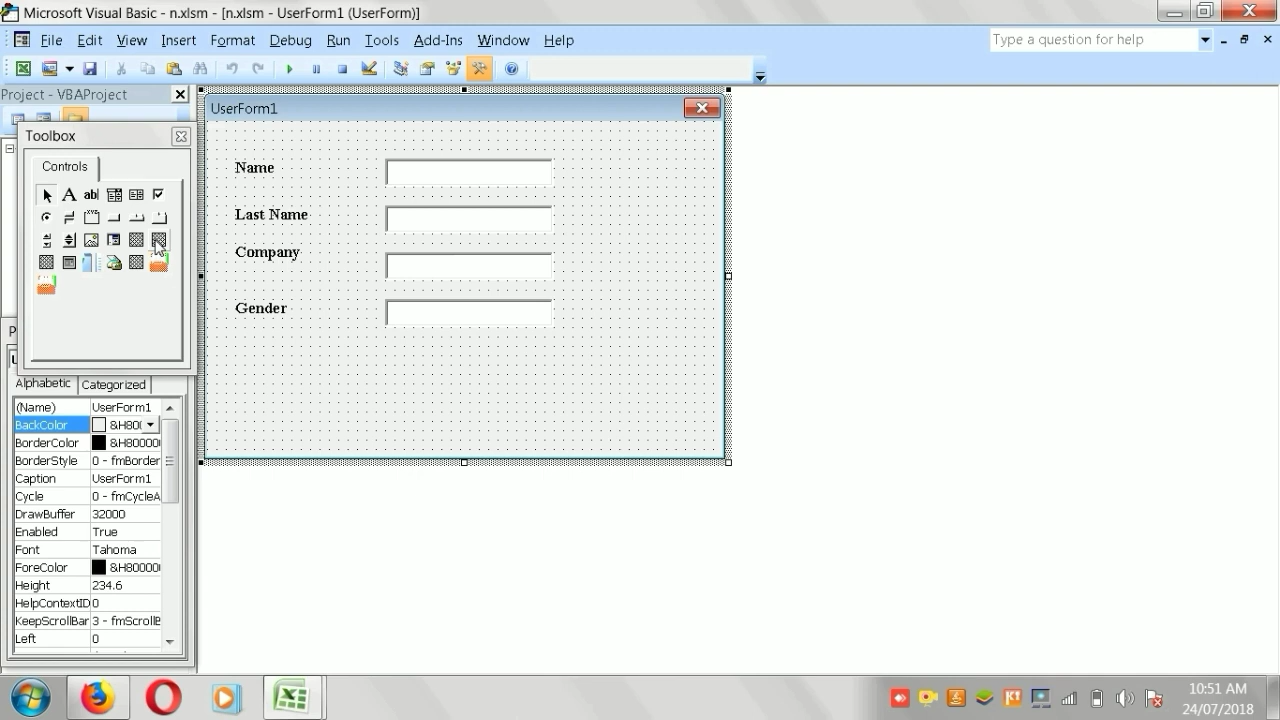 Microsoft Visual Basic - n.xlsm - [n.xlsm - UserForm1 (UserForm)]
File Edit View Insert Format Debug Run Tools Add-Ins Window Help
Type a question for help
Project - VBAProject
Toolbox
Controls
A ab|
UserForm1
Name
Last Name
Company
Gender
Alphabetic Categorized
(Name) UserForm1
BackColor
BorderColor &H80000
BorderStyle 0 - fmBorder
Caption UserForm1
Cycle 0 - fmCycleA
DrawBuffer 32000
Enabled True
Font Tahoma
ForeColor &H80000
Height 234.6
HelpContextID 0
KeepScrollBar 3 - fmScrollB
Left 0
10:51 AM
24/07/2018